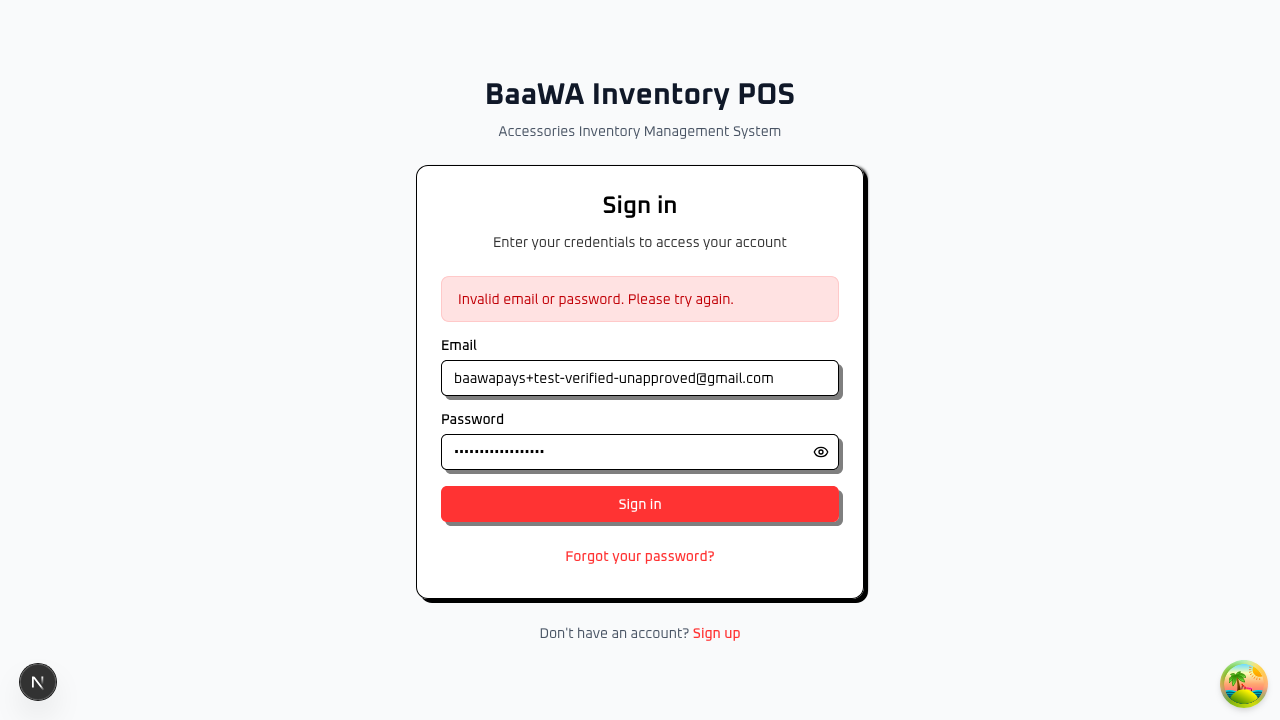 BaaWA Inventory POS
Accessories Inventory Management System
Sign in
Enter your credentials to access your account
Invalid email or password. Please try again.
Email
baawapays+test-verified-unapproved@gmail.com
Password
••••••••••••••••••
Sign in
Forgot your password?
Don't have an account? Sign up
N